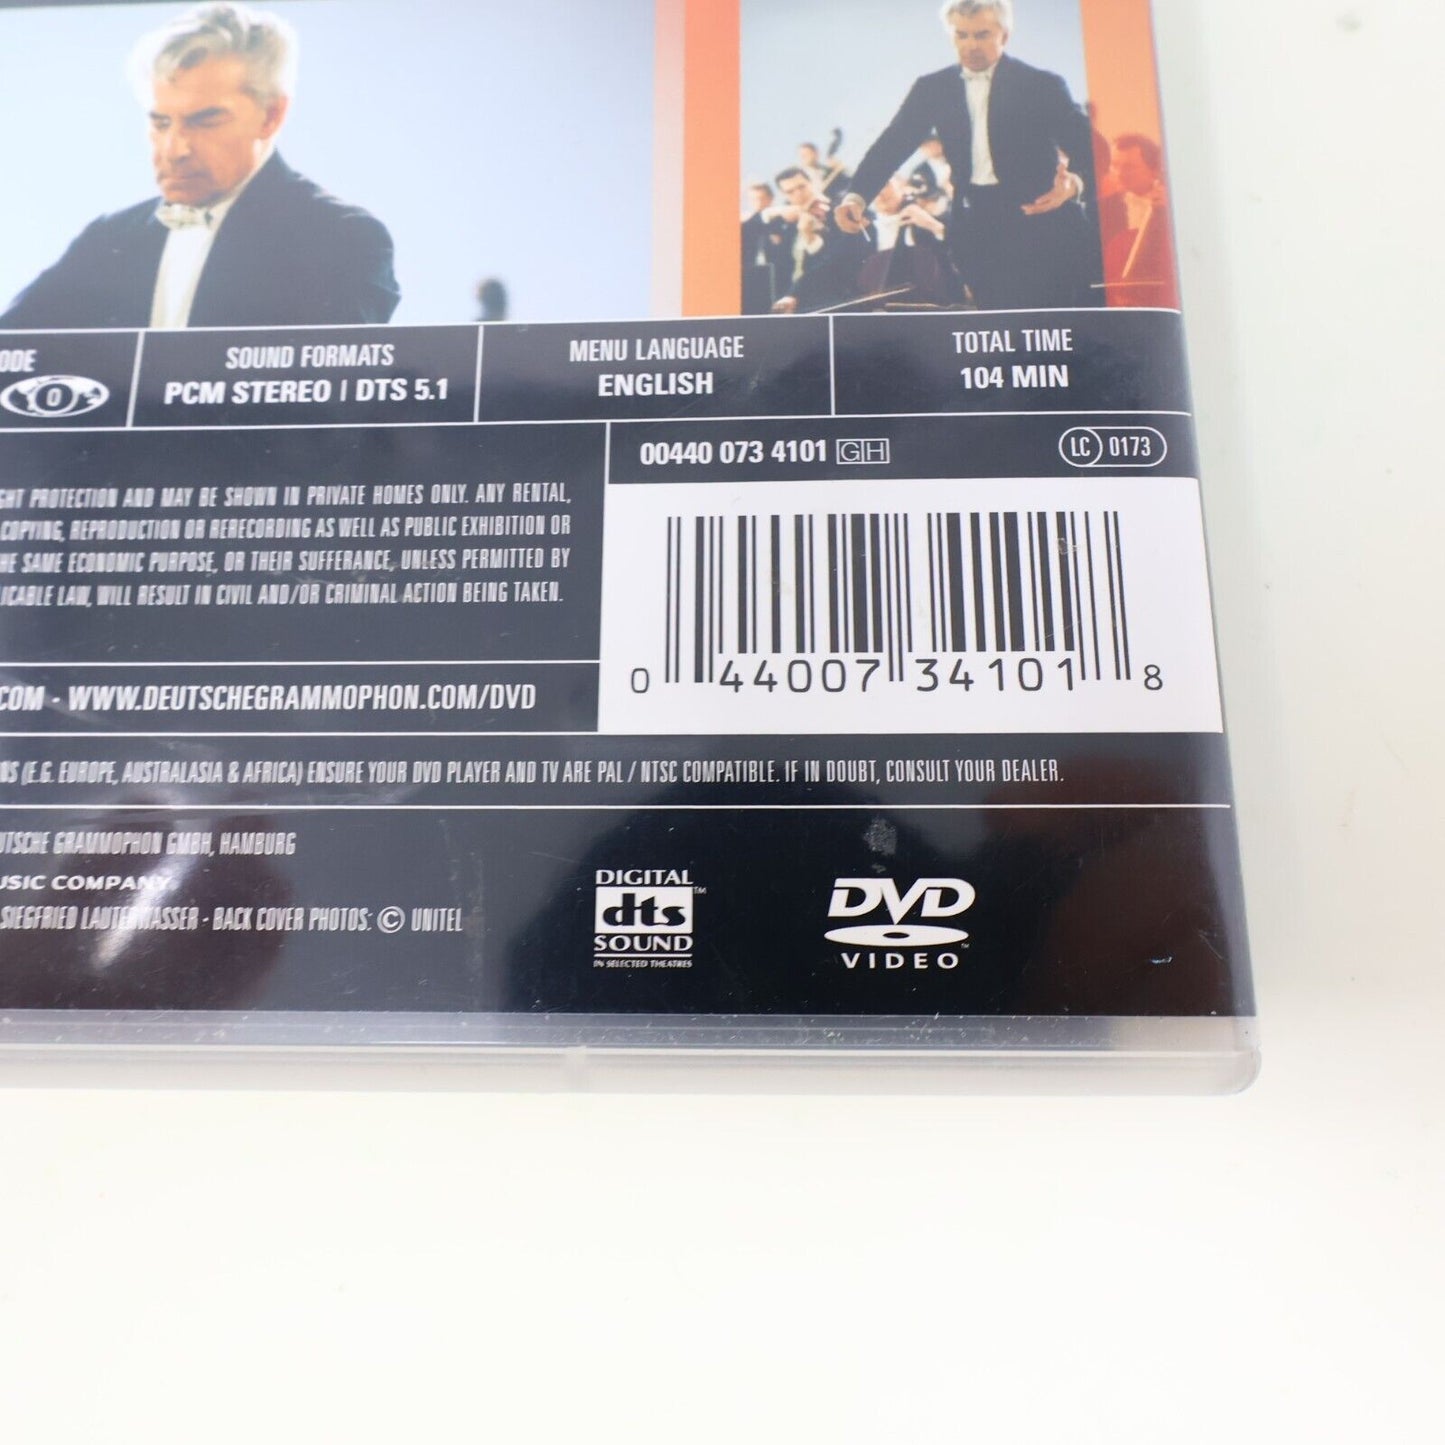 ODE
0
SOUND FORMATS
PCM STEREO | DTS 5.1
MENU LANGUAGE
ENGLISH
TOTAL TIME
104 MIN
00440 073 4101 GH
LC 0173
GHT PROTECTION AND MAY BE SHOWN IN PRIVATE HOMES ONLY. ANY RENTAL,
COPYING, REPRODUCTION OR RERECORDING AS WELL AS PUBLIC EXHIBITION OR
HE SAME ECONOMIC PURPOSE, OR THEIR SUFFERANCE, UNLESS PERMITTED BY
ICABLE LAW, WILL RESULT IN CIVIL AND/OR CRIMINAL ACTION BEING TAKEN.
0 44007 34101 8
.COM - WWW.DEUTSCHEGRAMMOPHON.COM/DVD
NS (E.G. EUROPE, AUSTRALASIA & AFRICA) ENSURE YOUR DVD PLAYER AND TV ARE PAL / NTSC COMPATIBLE. IF IN DOUBT, CONSULT YOUR DEALER.
UTSCHE GRAMMOPHON GMBH, HAMBURG
USIC COMPANY
SIEGFRIED LAUTERWASSER - BACK COVER PHOTOS: © UNITEL
DIGITAL
dts™
SOUND
IN SELECTED THEATRES
DVD
VIDEO™